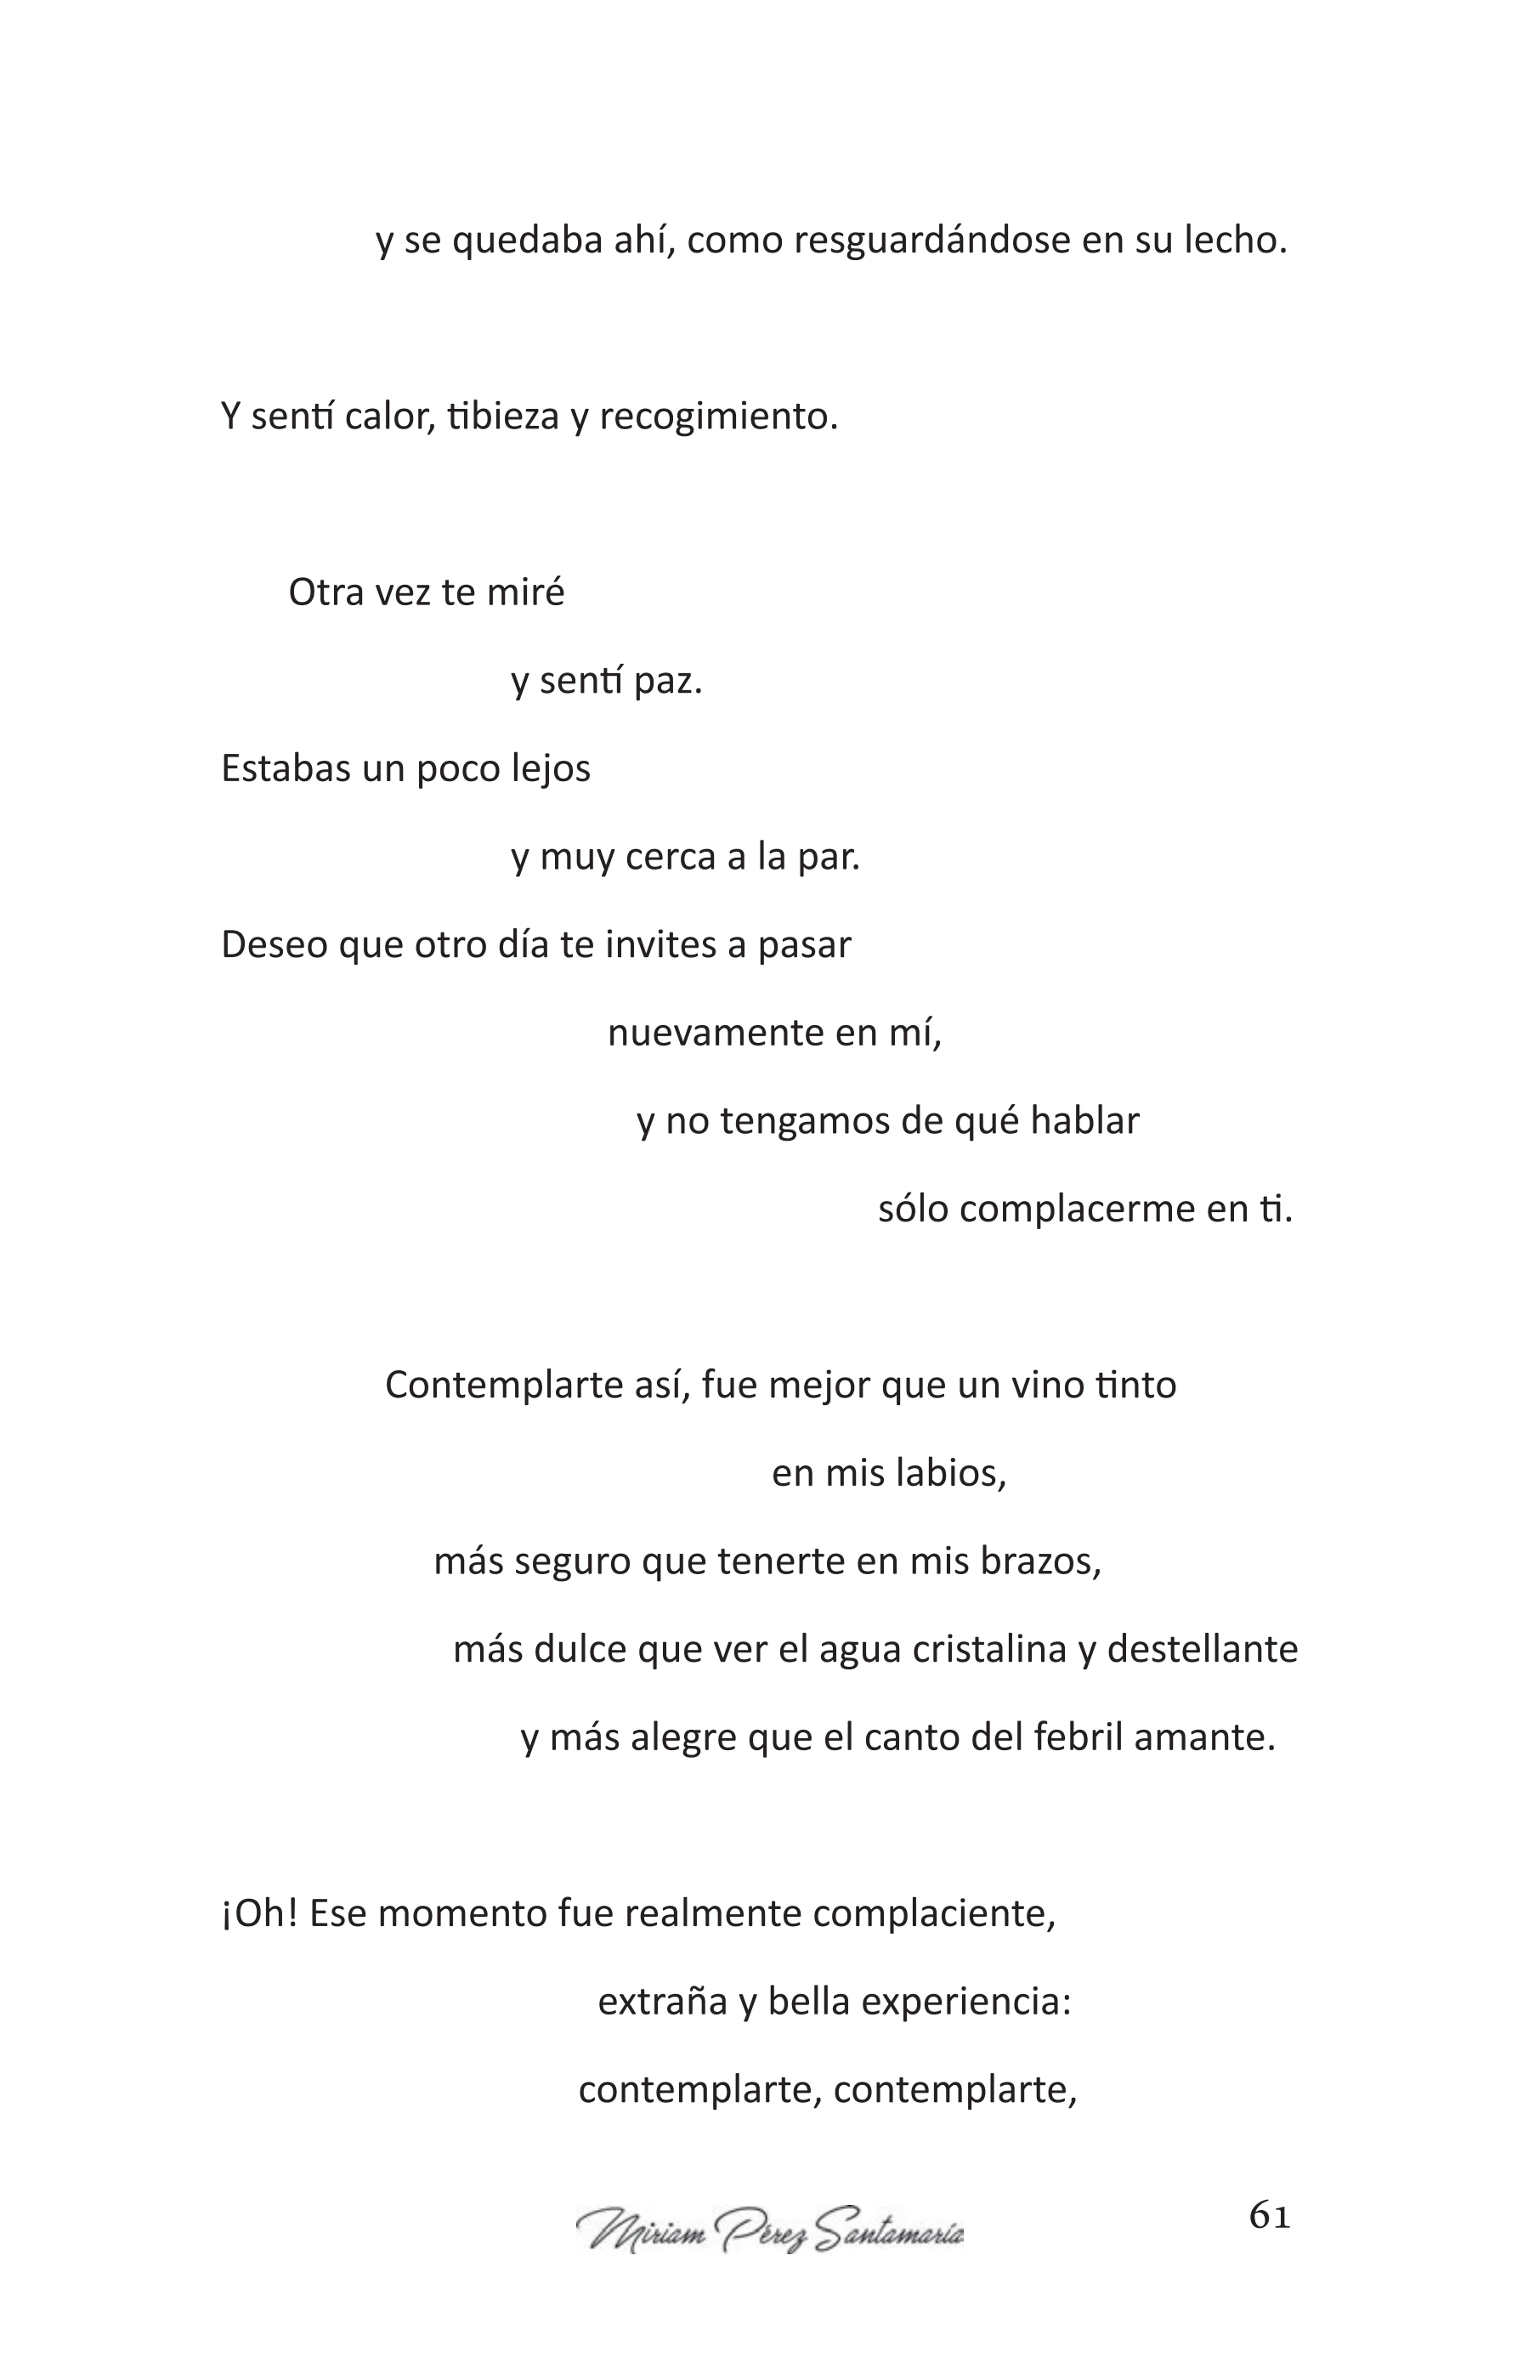 y se quedaba ahí, como resguardándose en su lecho.
Y sentí calor, tibieza y recogimiento.
Otra vez te miré
y sentí paz.
Estabas un poco lejos
y muy cerca a la par.
Deseo que otro día te invites a pasar
nuevamente en mí,
y no tengamos de qué hablar
sólo complacerme en ti.
Contemplarte así, fue mejor que un vino tinto
en mis labios,
más seguro que tenerte en mis brazos,
más dulce que ver el agua cristalina y destellante
y más alegre que el canto del febril amante.
¡Oh! Ese momento fue realmente complaciente,
extraña y bella experiencia:
contemplarte, contemplarte,
Miriam Pérez Santamaría
61